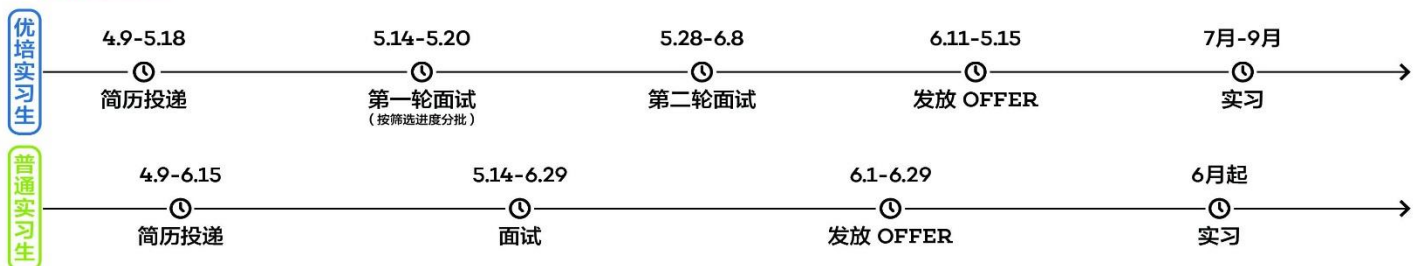 优培实习生
4.9-5.18 5.14-5.20 5.28-6.8 6.11-5.15 7月-9月
简历投递 第一轮面试 第二轮面试 发放 OFFER 实习
（按筛选进度分批）
普通实习生
4.9-6.15 5.14-6.29 6.1-6.29 6月起
简历投递 面试 发放 OFFER 实习